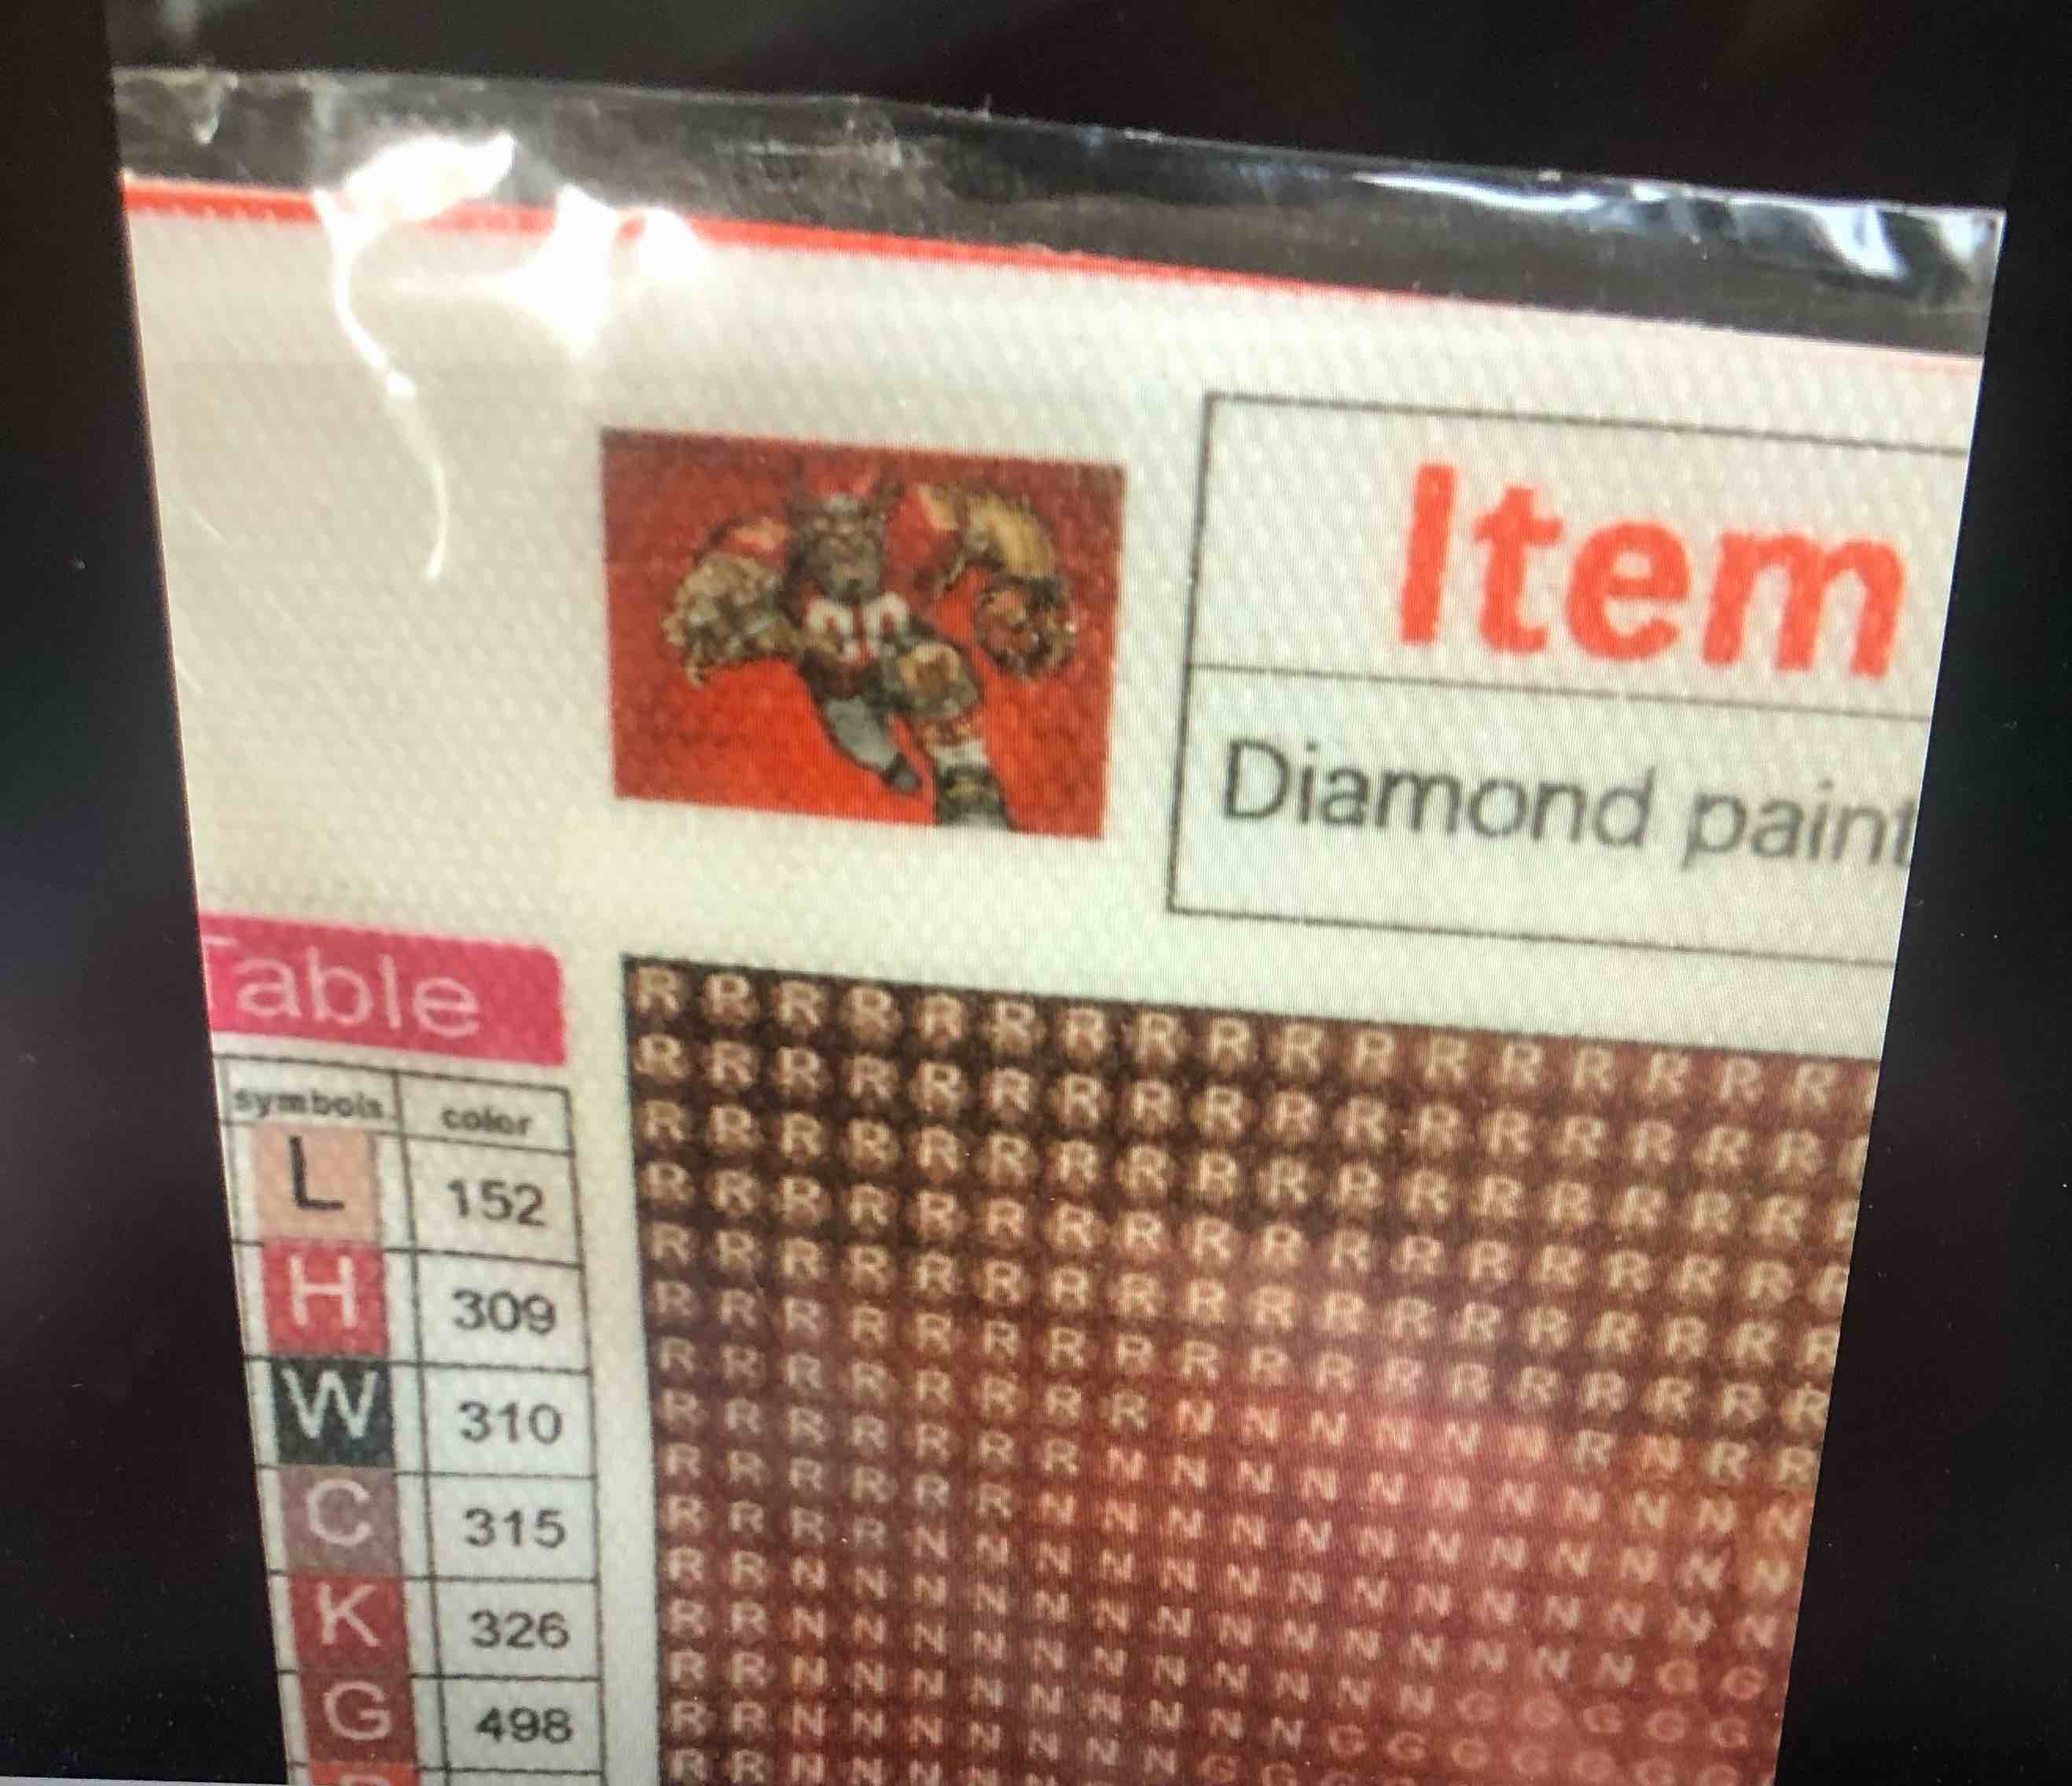 Item
Diamond paint
Table
symbols color
L 152
H 309
W 310
C 315
K 326
G 498
R R R R R R R R R R R R R R R R R
R R R R R R R R R R R R R R R R R
R R R R R R R R R R R R R R R R R
R R R R R R R R R R R R R R R R R
R R R R R R R R R R R R R R R R R R
R R R R R R R R R R R R R R R R R R
R R R R R R R R N N N N N N R N R R
R R R R R R R N N N N N N N N N N N
R R R R R R N N N N N N N N N N N N
R R R R N N N N N N N N N N N N N N
R R N N N N N N N N N N N N N N G G
R R N N N N N N N N N N N G G G G G